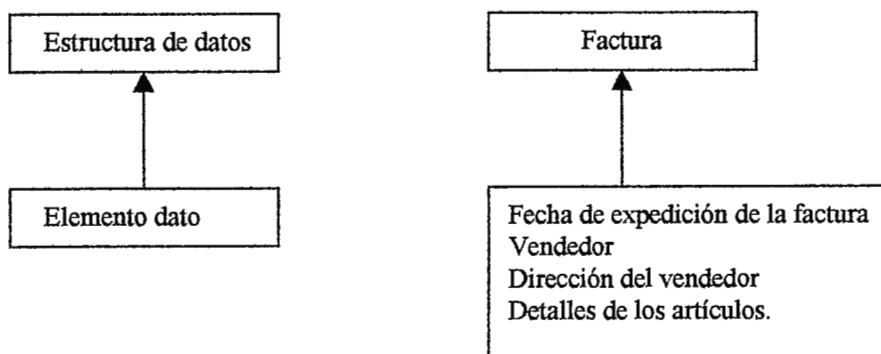 Estructura de datos
Factura
Elemento dato
Fecha de expedición de la factura
Vendedor
Dirección del vendedor
Detalles de los artículos.